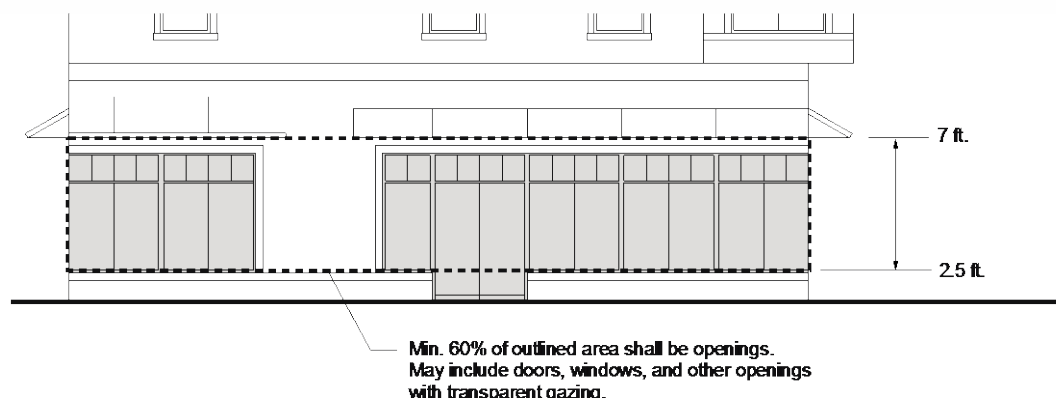 7 ft.
2.5 ft.
Min. 60% of outlined area shall be openings.
May include doors, windows, and other openings
with transparent gazing.